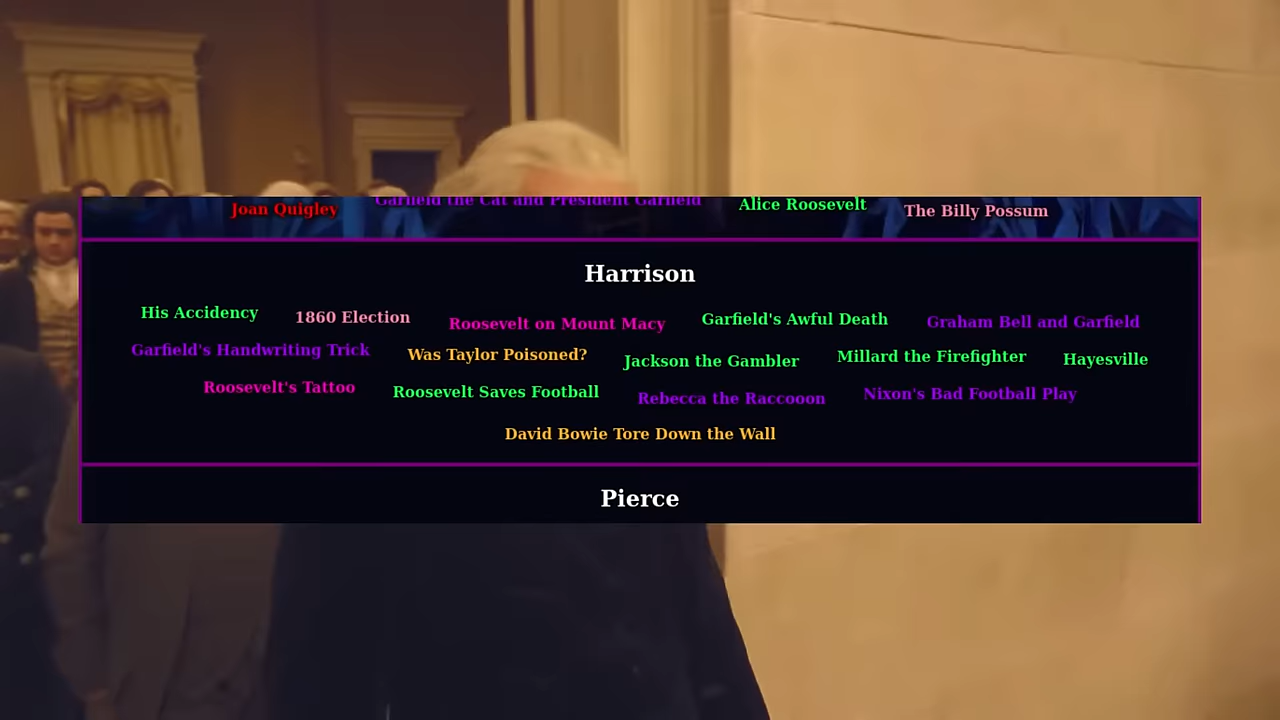 Joan Quigley Garfield the Cat and President Garfield Alice Roosevelt The Billy Possum
Harrison
His Accidency 1860 Election Roosevelt on Mount Macy Garfield's Awful Death Graham Bell and Garfield
Garfield's Handwriting Trick Was Taylor Poisoned? Jackson the Gambler Millard the Firefighter Hayesville
Roosevelt's Tattoo Roosevelt Saves Football Rebecca the Raccooon Nixon's Bad Football Play
David Bowie Tore Down the Wall
Pierce